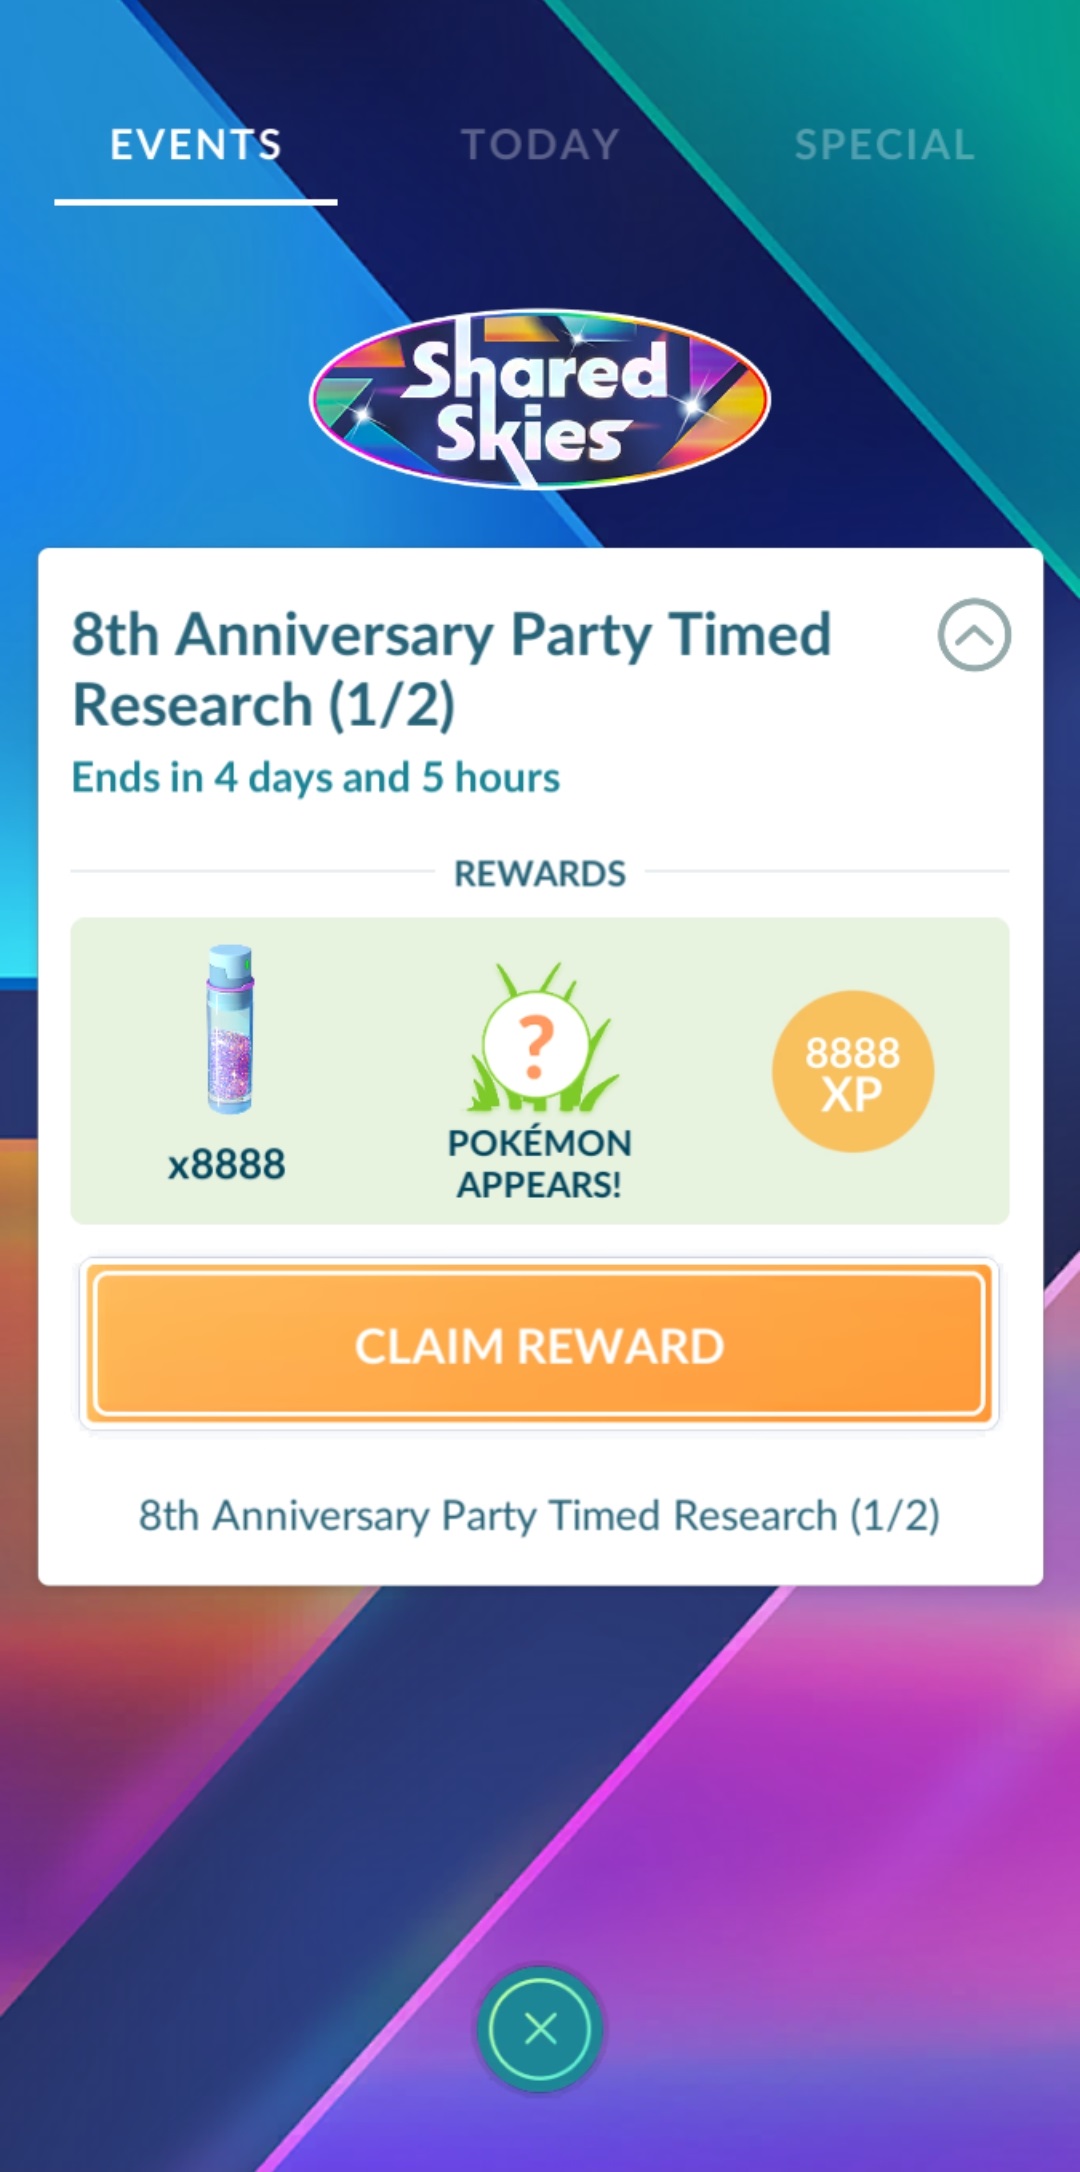 EVENTS
TODAY
SPECIAL
Shared
Skies
8th Anniversary Party Timed
Research (1/2)
Ends in 4 days and 5 hours
REWARDS
?
8888
XP
x8888
POKÉMON
APPEARS!
CLAIM REWARD
8th Anniversary Party Timed Research (1/2)